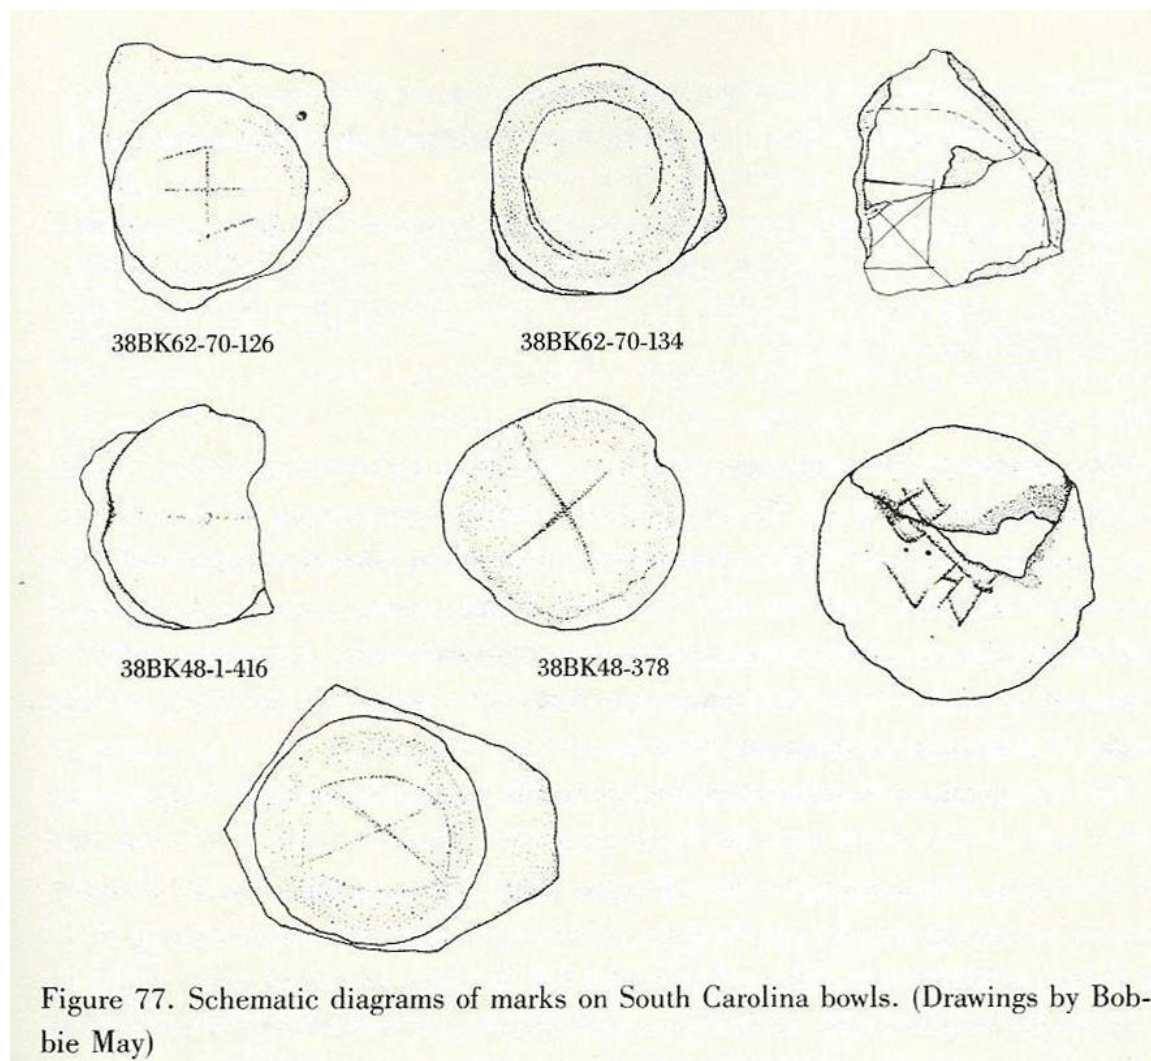 38BK62-70-126
38BK62-70-134
38BK48-1-416
38BK48-378
Figure 77. Schematic diagrams of marks on South Carolina bowls. (Drawings by Bob-
bie May)